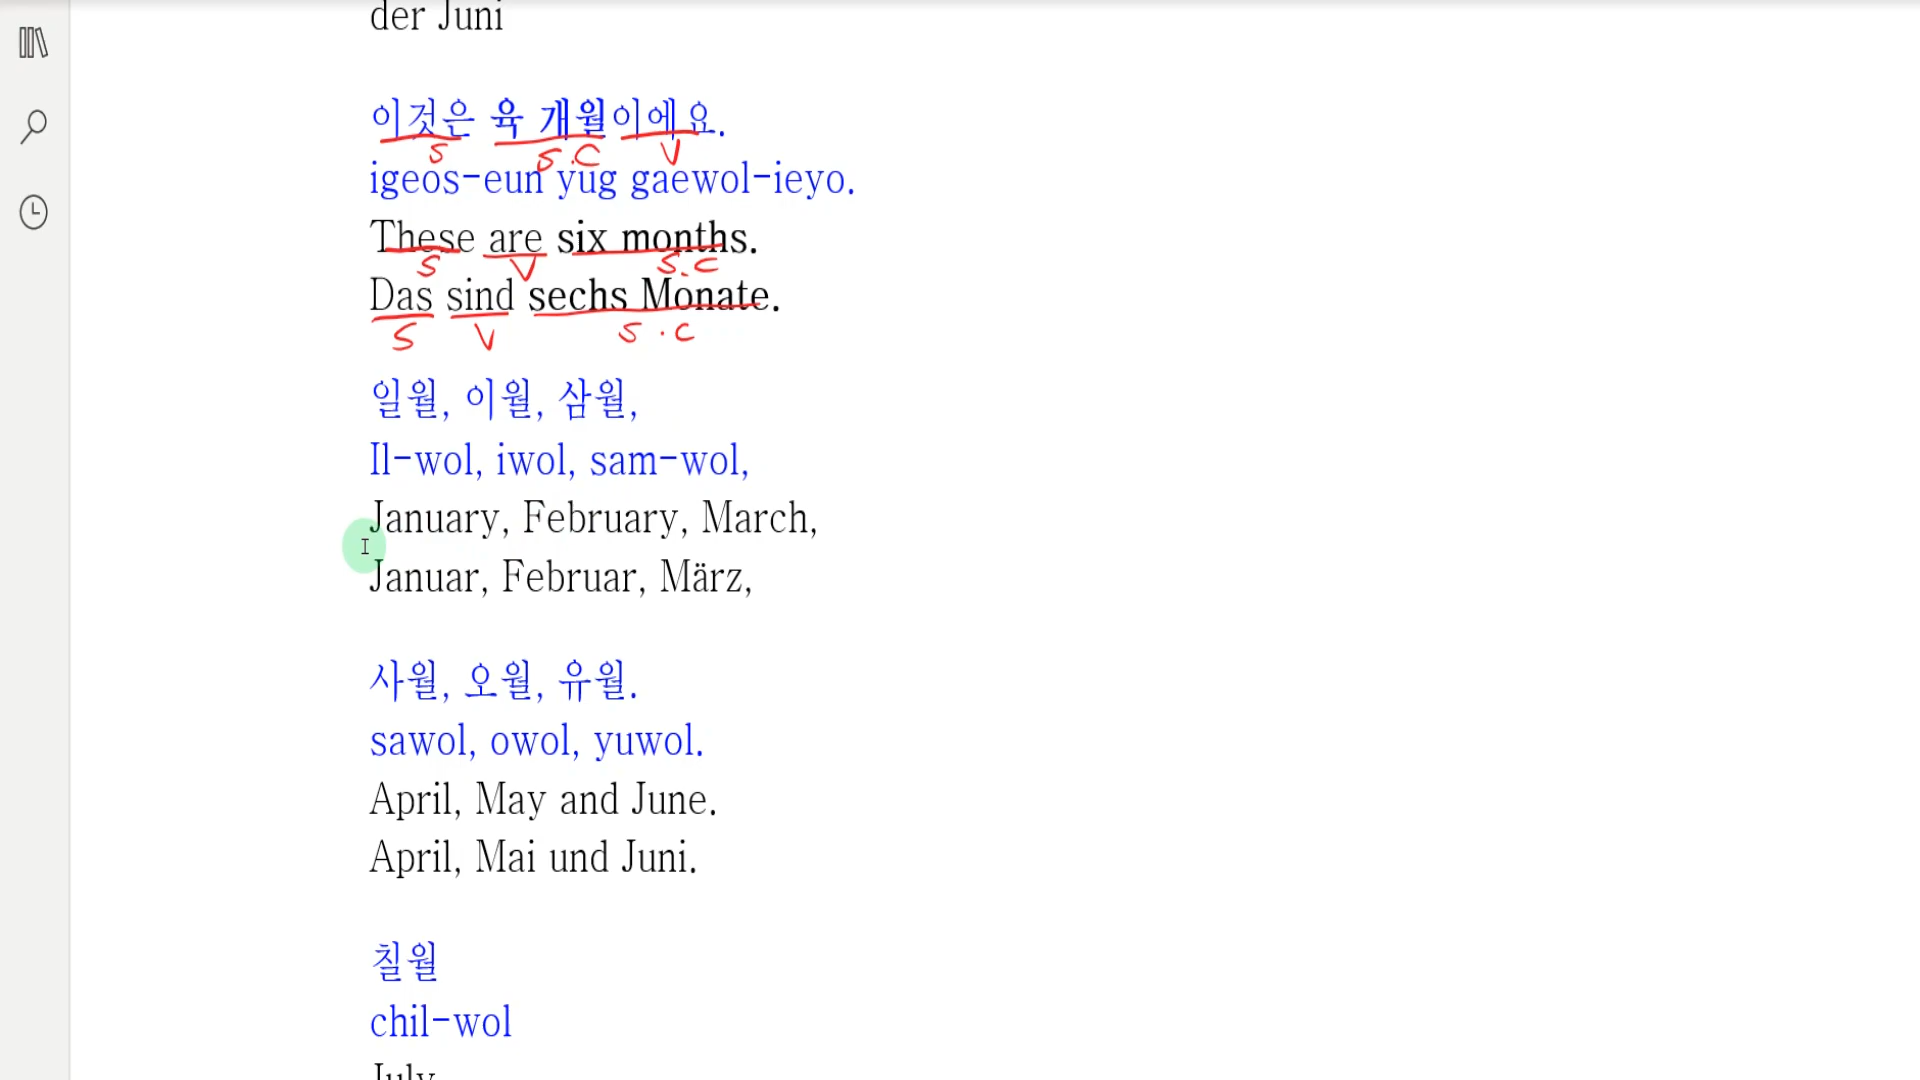 der Juni
이것은 육 개월이에요.
S S.C V
igeos-eun yug gaewol-ieyo.
These are six months.
S V S.C
Das sind sechs Monate.
S V S.C
일월, 이월, 삼월,
Il-wol, iwol, sam-wol,
January, February, March,
Januar, Februar, März,
사월, 오월, 유월.
sawol, owol, yuwol.
April, May and June.
April, Mai und Juni.
칠월
chil-wol
July